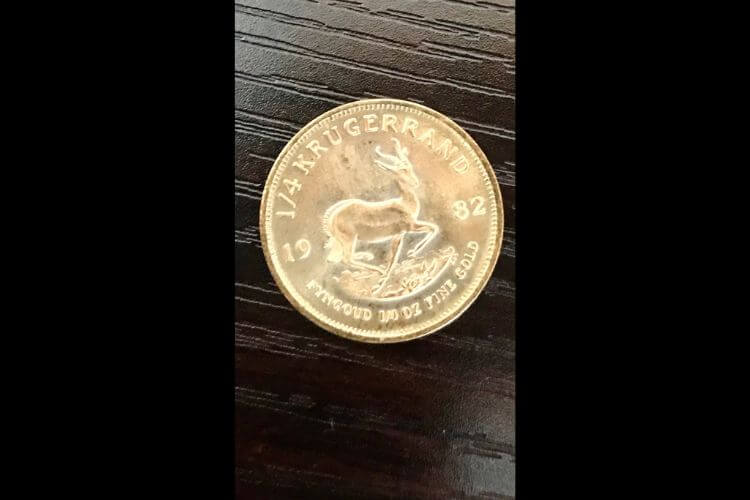 1/4 KRUGERRAND
19 82
FYNGOUD 1/4 OZ FINE GOLD